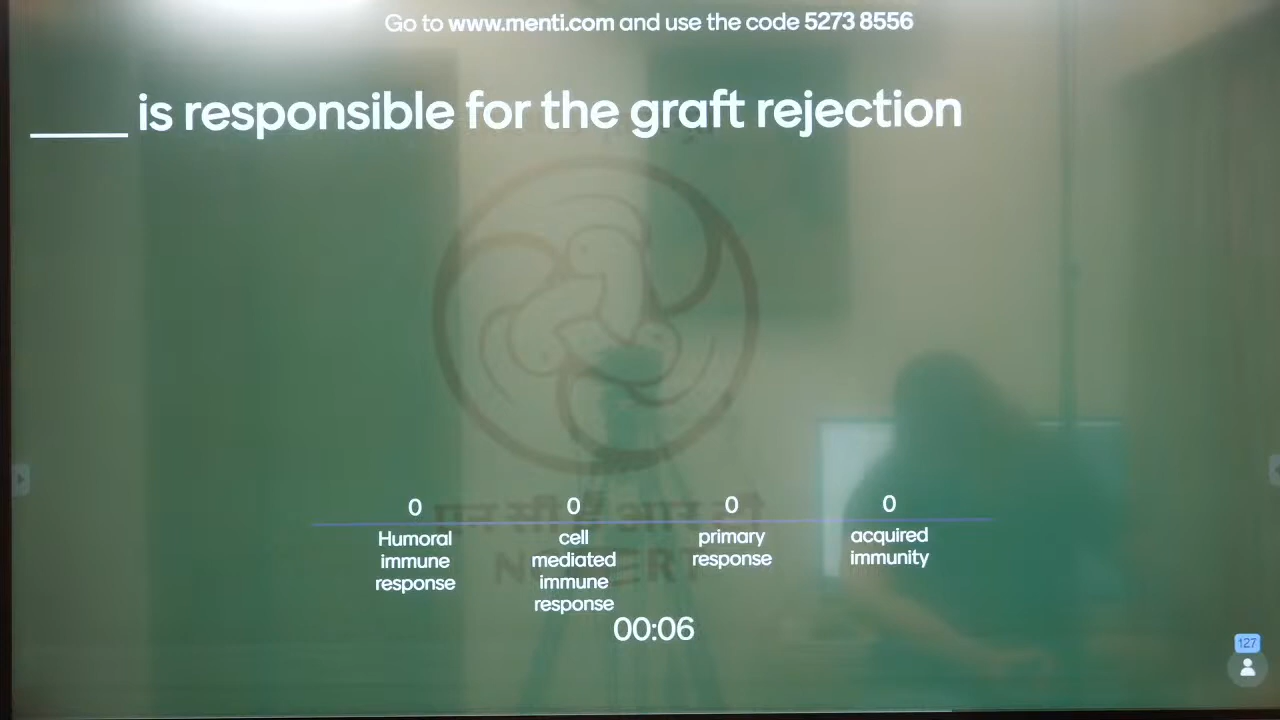 Go to www.menti.com and use the code 5273 8556
____ is responsible for the graft rejection
0
0
0
0
Humoral
immune
response
cell
mediated
immune
response
primary
response
acquired
immunity
00:06
127